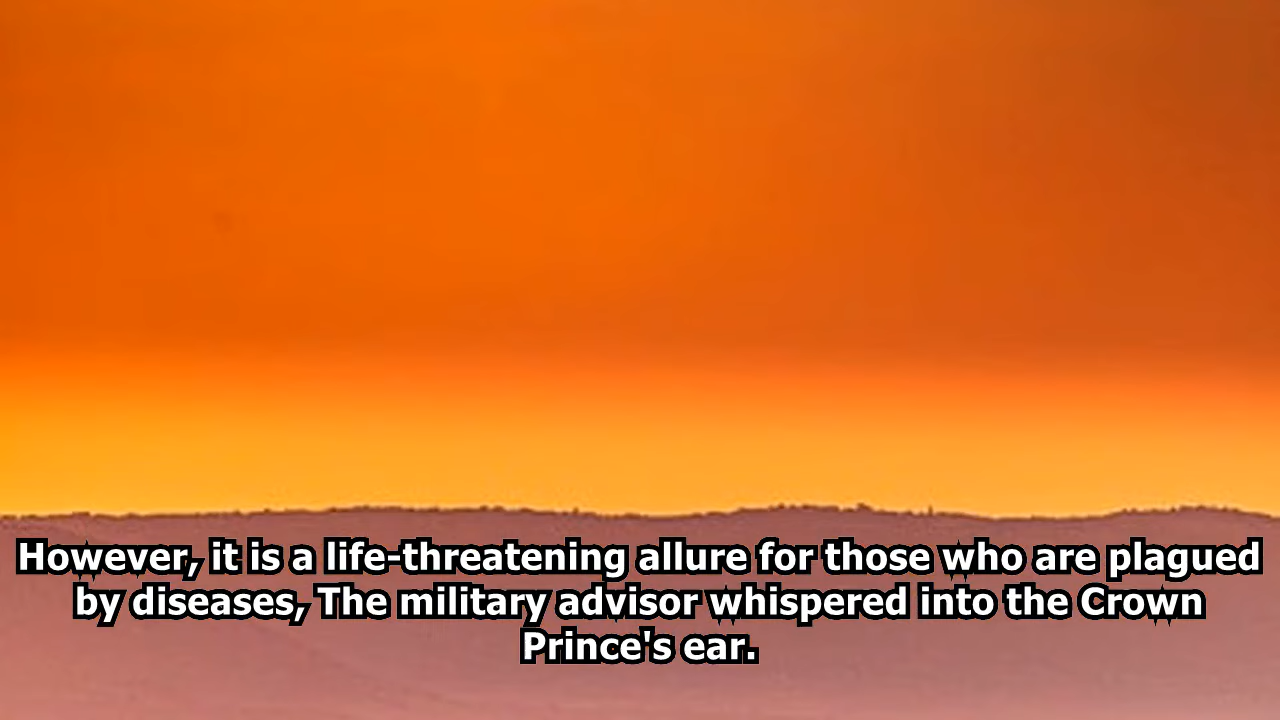 However, it is a life-threatening allure for those who are plagued
by diseases, The military advisor whispered into the Crown
Prince's ear.